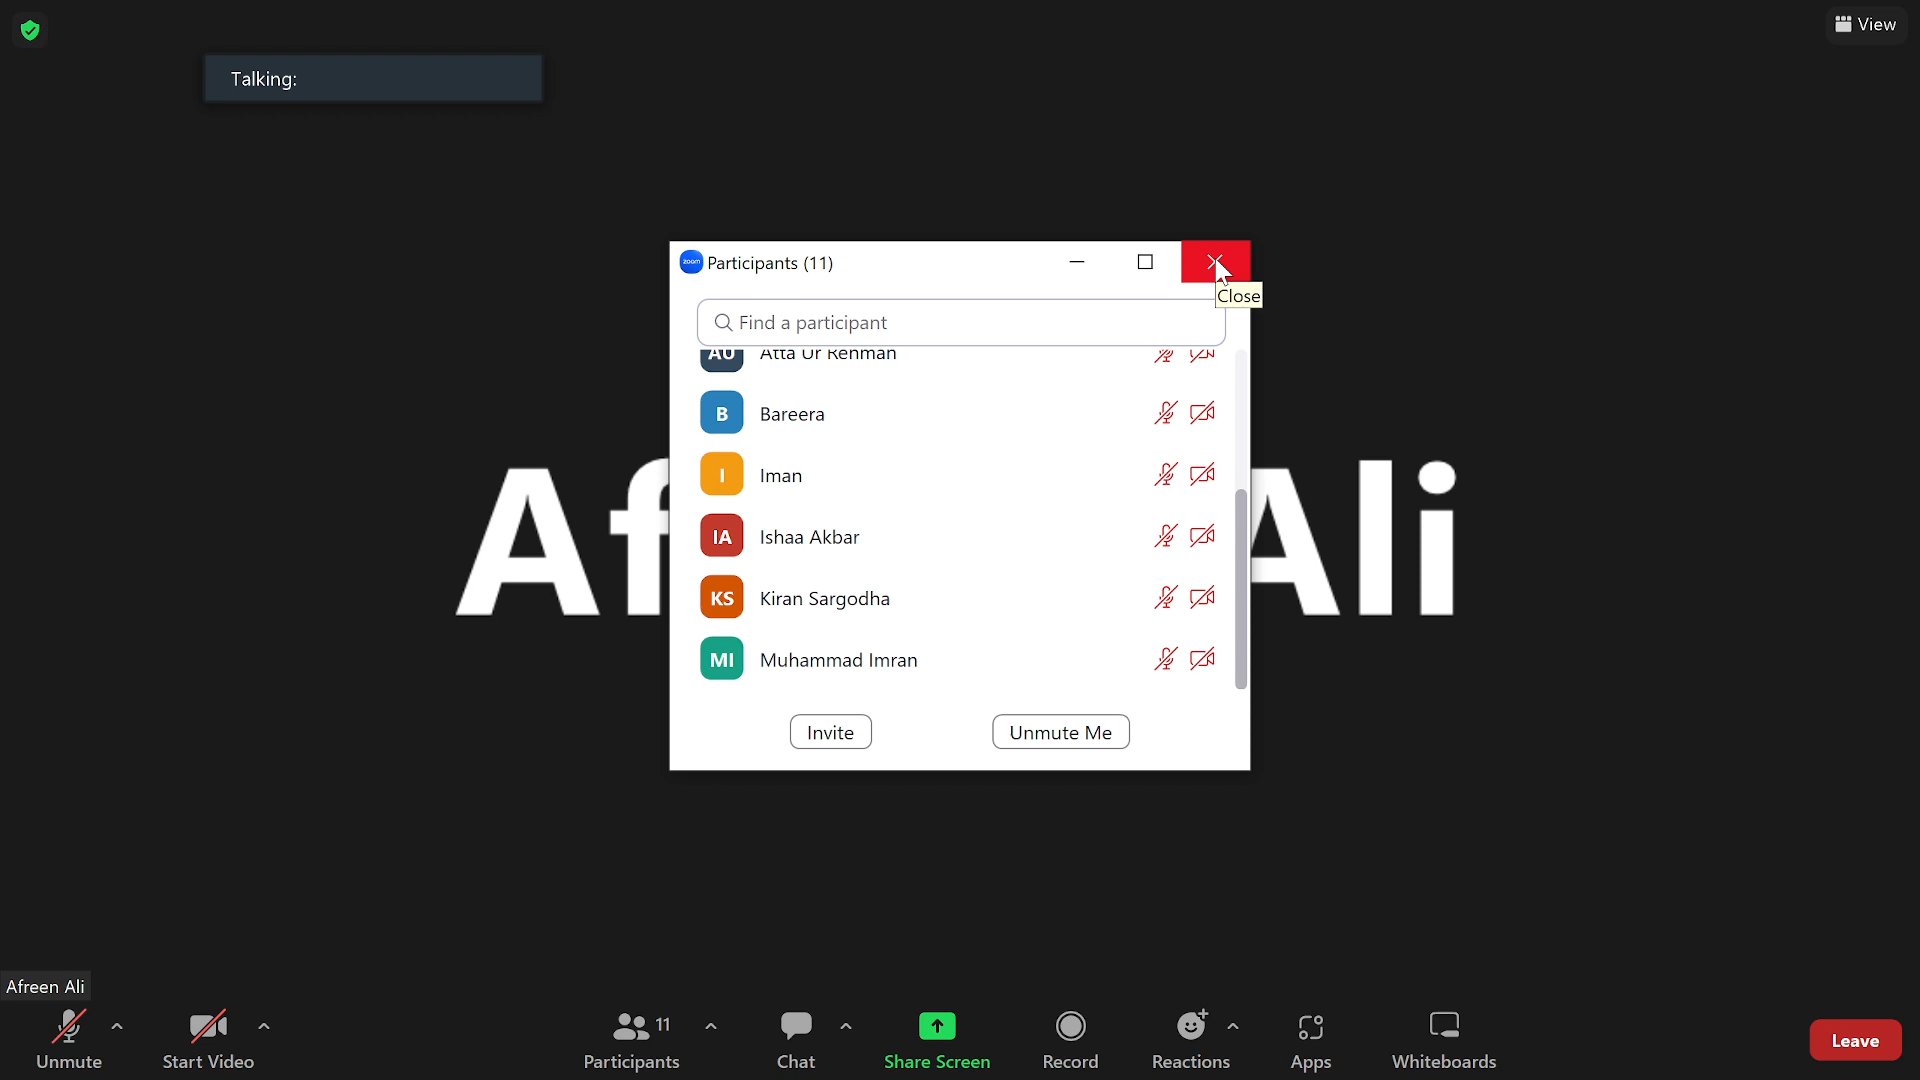 View
Talking:
zoom Participants (11)
Close
Find a participant
AU Atta Ur Rehman
B Bareera
I Iman
IA Ishaa Akbar
KS Kiran Sargodha
MI Muhammad Imran
Invite Unmute Me
Af Ali
Afreen Ali
11
Unmute Start Video Participants Chat Share Screen Record Reactions Apps Whiteboards Leave